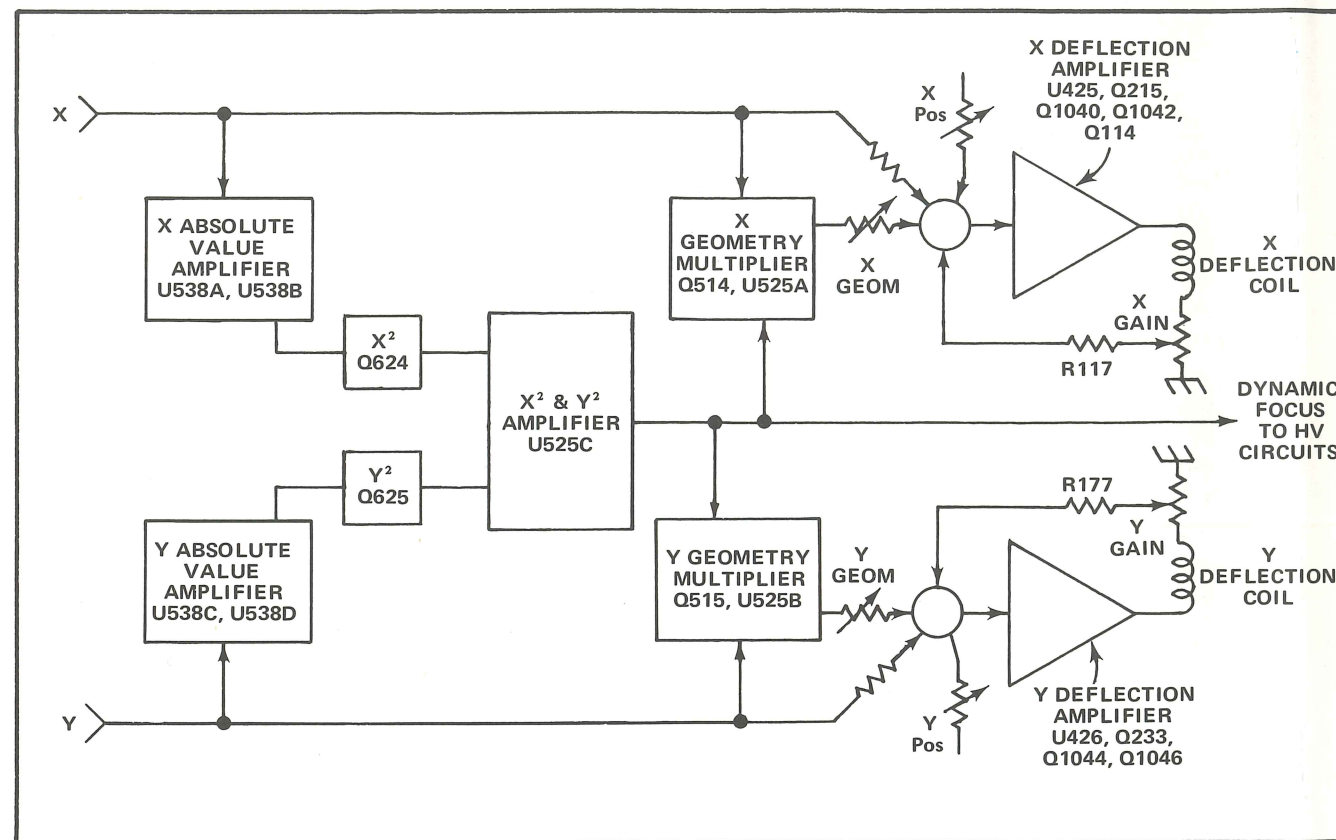 X DEFLECTION
AMPLIFIER
U425, Q215,
Q1040, Q1042,
Q114
X
Pos
X
X ABSOLUTE
VALUE
AMPLIFIER
U538A, U538B
X
GEOMETRY
MULTIPLIER
Q514, U525A
X
GEOM
X
DEFLECTION
COIL
X
GAIN
R117
X²
Q624
X² & Y²
AMPLIFIER
U525C
DYNAMIC
FOCUS
TO HV
CIRCUITS
Y²
Q625
R177
Y
GAIN
Y ABSOLUTE
VALUE
AMPLIFIER
U538C, U538D
Y GEOMETRY
MULTIPLIER
Q515, U525B
Y
GEOM
Y
DEFLECTION
COIL
Y
Y
Pos
Y DEFLECTION
AMPLIFIER
U426, Q233,
Q1044, Q1046